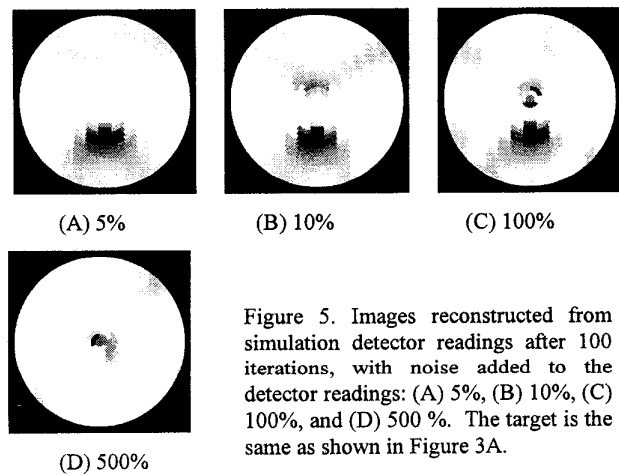 (A) 5%
(B) 10%
(C) 100%
(D) 500%
Figure 5. Images reconstructed from
simulation detector readings after 100
iterations, with noise added to the
detector readings: (A) 5%, (B) 10%, (C)
100%, and (D) 500 %. The target is the
same as shown in Figure 3A.